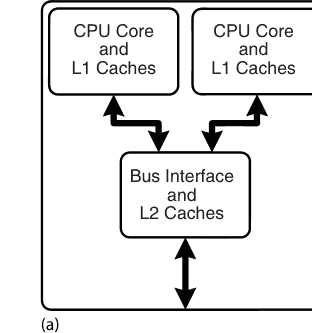 CPU Core
and
L1 Caches
CPU Core
and
L1 Caches
Bus Interface
and
L2 Caches
(a)